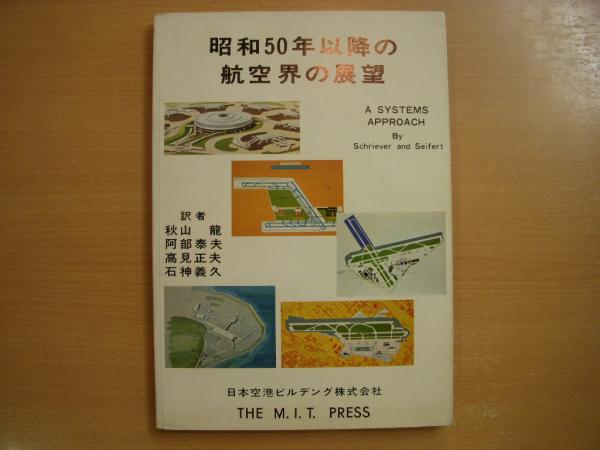 昭和50年以降の
航空界の展望
A SYSTEMS
APPROACH
By
Schriever and Seifert
訳者
秋山 龍
阿部泰夫
高見正夫
石神義久
日本空港ビルデング株式会社
THE M.I.T. PRESS